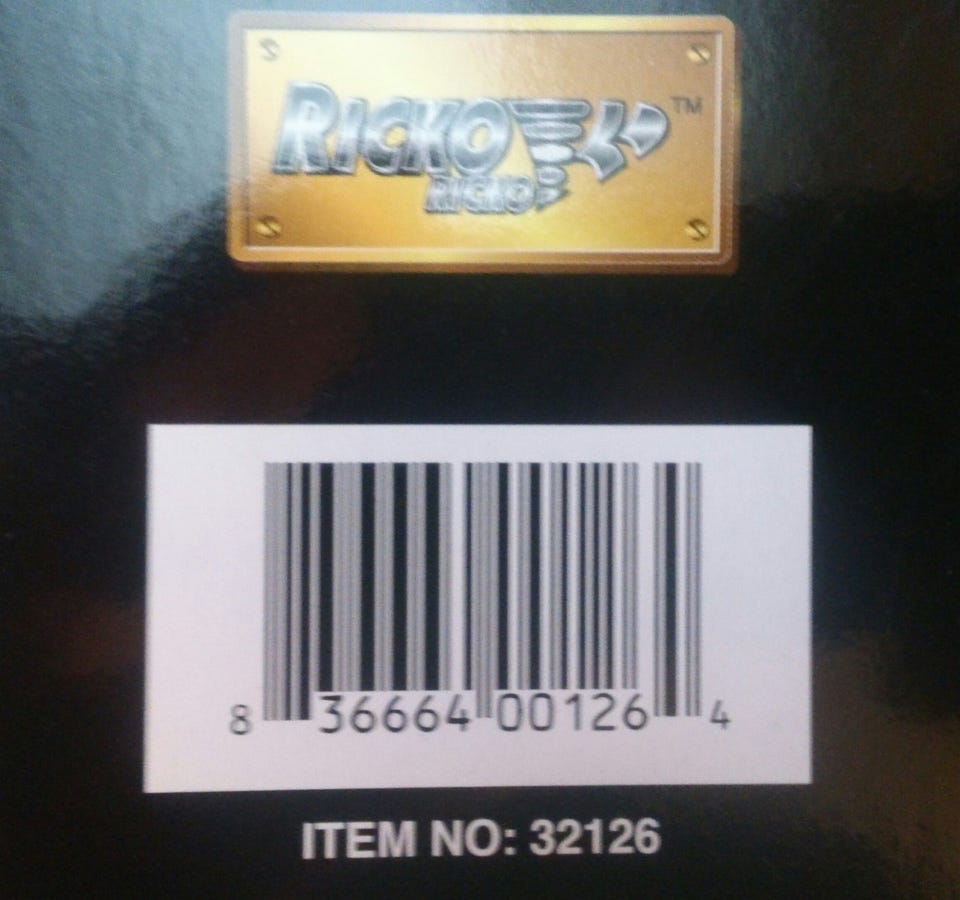 RICKO TM
RICKO
8 36664 00126 4
ITEM NO: 32126